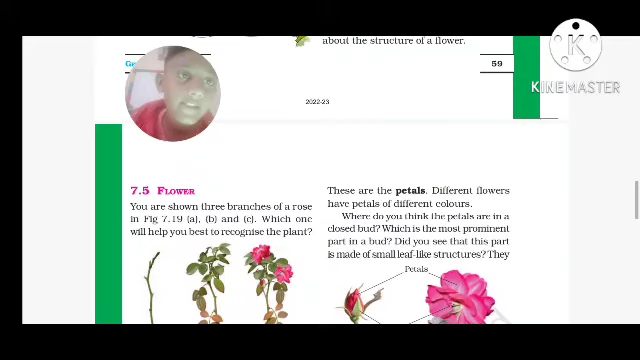 about the structure of a flower.
59
KINEMASTER
2022-23
7.5 FLOWER
You are shown three branches of a rose
in Fig 7.19 (a), (b) and (c). Which one
will help you best to recognise the plant?
These are the petals. Different flowers
have petals of different colours.
Where do you think the petals are in a
closed bud? Which is the most prominent
part in a bud? Did you see that this part
is made of small leaf-like structures? They
Petals